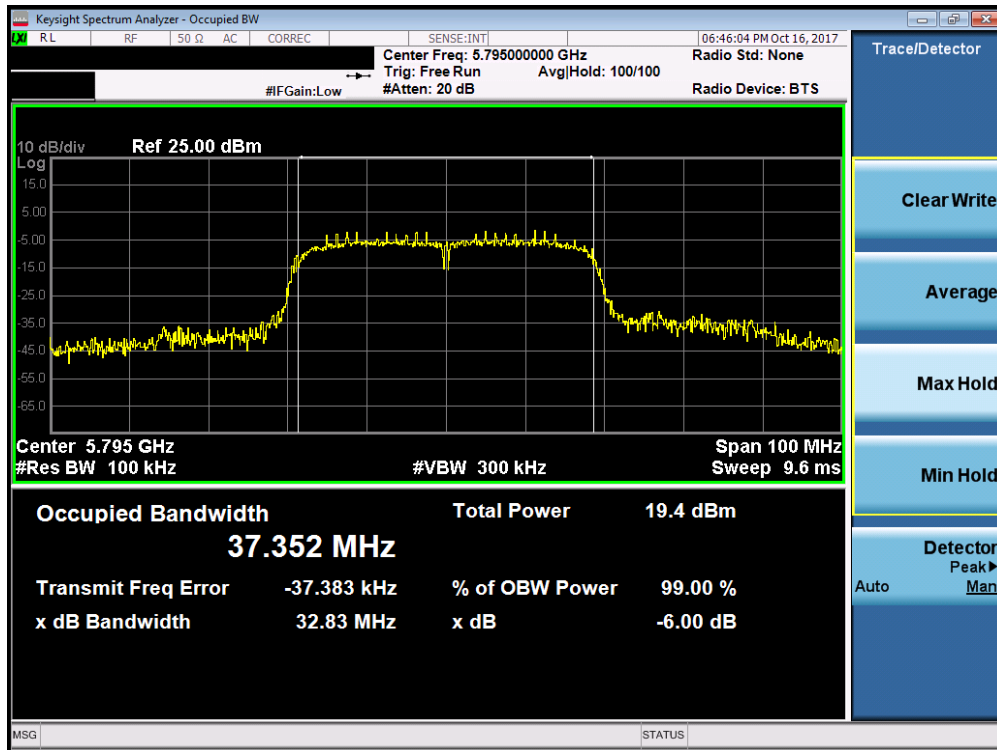 Keysight Spectrum Analyzer - Occupied BW
LXI RL RF 50 Ω AC CORREC SENSE:INT 06:46:04 PM Oct 16, 2017
Center Freq: 5.795000000 GHz Radio Std: None
Trig: Free Run Avg|Hold: 100/100
#IFGain:Low #Atten: 20 dB Radio Device: BTS
10 dB/div Ref 25.00 dBm
Log
15.0
5.00
-5.00
-15.0
-25.0
-35.0
-45.0
-55.0
-65.0
Center 5.795 GHz Span 100 MHz
#Res BW 100 kHz #VBW 300 kHz Sweep 9.6 ms
Occupied Bandwidth Total Power 19.4 dBm
37.352 MHz
Transmit Freq Error -37.383 kHz % of OBW Power 99.00 %
x dB Bandwidth 32.83 MHz x dB -6.00 dB
MSG STATUS
Trace/Detector
Clear Write
Average
Max Hold
Min Hold
Detector
Peak▶
Auto Man